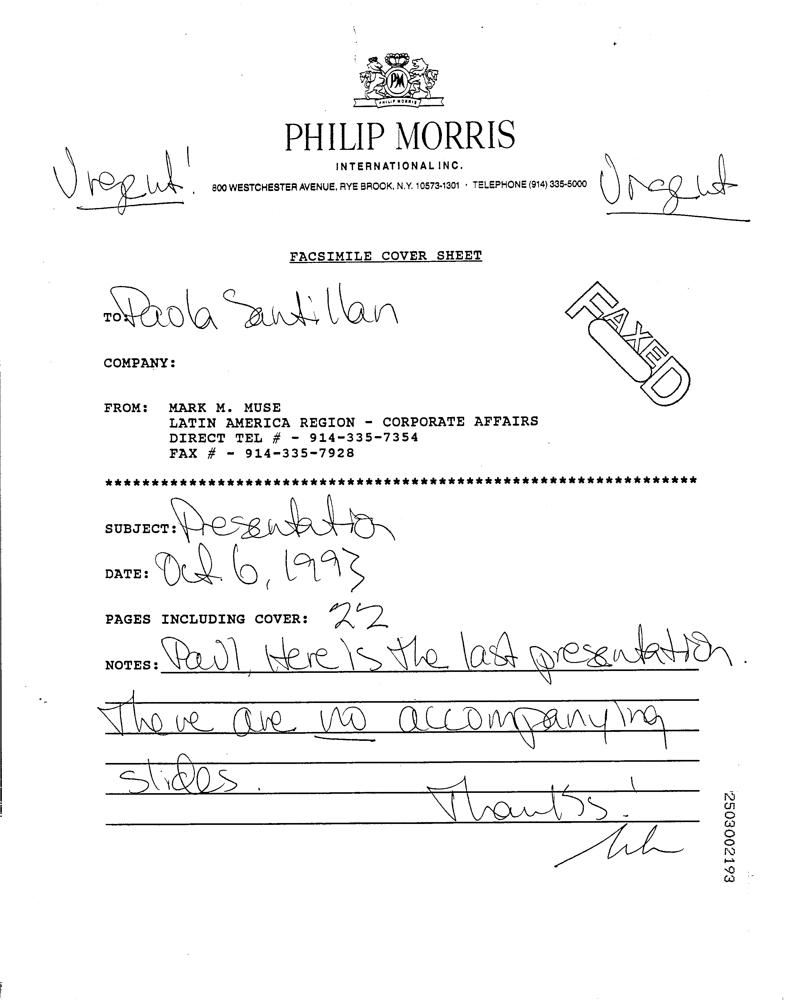 PM
PHILIP MORRIS
PHILIP MORRIS
INTERNATIONAL INC.
800 WESTCHESTER AVENUE, RYE BROOK, N.Y. 10573-1301 · TELEPHONE (914) 335-5000
Urgent!
Urgent
FACSIMILE COVER SHEET
TO: Paola Santillan
FAXED
COMPANY:
FROM: MARK M. MUSE
LATIN AMERICA REGION - CORPORATE AFFAIRS
DIRECT TEL # - 914-335-7354
FAX # - 914-335-7928
****************************************************************
SUBJECT: Presentation
DATE: Oct 6, 1993
PAGES INCLUDING COVER: 22
NOTES: Paul, Here is the last presentation.
There are no accompanying
slides.
Thanks!
2503002193